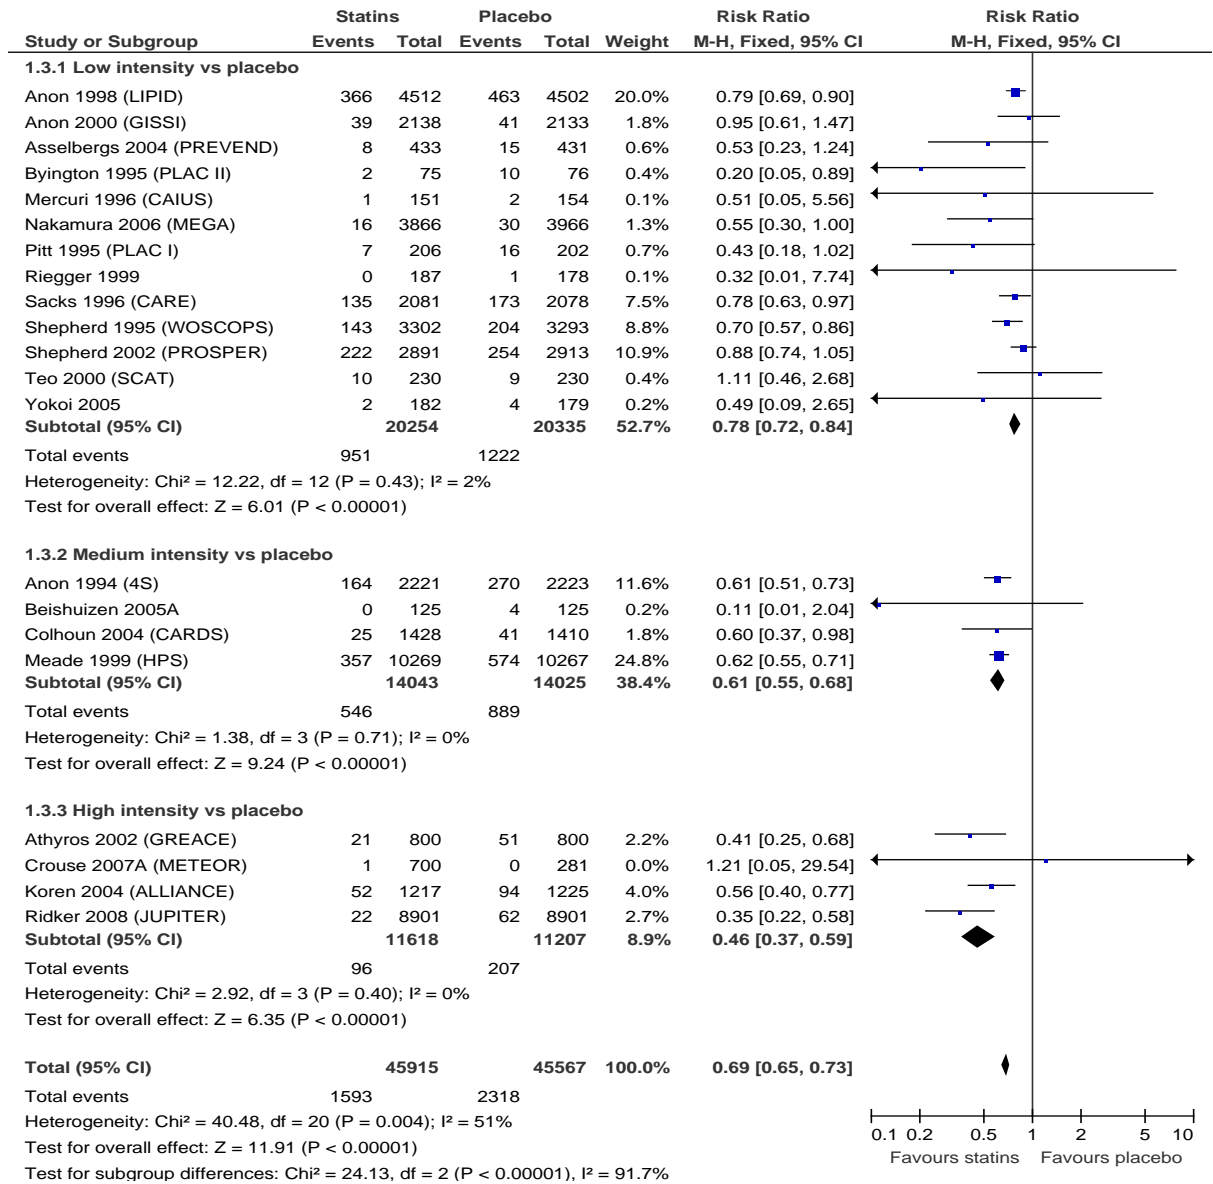 Statins Placebo Risk Ratio Risk Ratio
Study or Subgroup Events Total Events Total Weight M-H, Fixed, 95% CI M-H, Fixed, 95% CI
1.3.1 Low intensity vs placebo
Anon 1998 (LIPID) 366 4512 463 4502 20.0% 0.79 [0.69, 0.90]
Anon 2000 (GISSI) 39 2138 41 2133 1.8% 0.95 [0.61, 1.47]
Asselbergs 2004 (PREVEND) 8 433 15 431 0.6% 0.53 [0.23, 1.24]
Byington 1995 (PLAC II) 2 75 10 76 0.4% 0.20 [0.05, 0.89]
Mercuri 1996 (CAIUS) 1 151 2 154 0.1% 0.51 [0.05, 5.56]
Nakamura 2006 (MEGA) 16 3866 30 3966 1.3% 0.55 [0.30, 1.00]
Pitt 1995 (PLAC I) 7 206 16 202 0.7% 0.43 [0.18, 1.02]
Riegger 1999 0 187 1 178 0.1% 0.32 [0.01, 7.74]
Sacks 1996 (CARE) 135 2081 173 2078 7.5% 0.78 [0.63, 0.97]
Shepherd 1995 (WOSCOPS) 143 3302 204 3293 8.8% 0.70 [0.57, 0.86]
Shepherd 2002 (PROSPER) 222 2891 254 2913 10.9% 0.88 [0.74, 1.05]
Teo 2000 (SCAT) 10 230 9 230 0.4% 1.11 [0.46, 2.68]
Yokoi 2005 2 182 4 179 0.2% 0.49 [0.09, 2.65]
Subtotal (95% CI) 20254 20335 52.7% 0.78 [0.72, 0.84]
Total events 951 1222
Heterogeneity: Chi² = 12.22, df = 12 (P = 0.43); I² = 2%
Test for overall effect: Z = 6.01 (P < 0.00001)
1.3.2 Medium intensity vs placebo
Anon 1994 (4S) 164 2221 270 2223 11.6% 0.61 [0.51, 0.73]
Beishuizen 2005A 0 125 4 125 0.2% 0.11 [0.01, 2.04]
Colhoun 2004 (CARDS) 25 1428 41 1410 1.8% 0.60 [0.37, 0.98]
Meade 1999 (HPS) 357 10269 574 10267 24.8% 0.62 [0.55, 0.71]
Subtotal (95% CI) 14043 14025 38.4% 0.61 [0.55, 0.68]
Total events 546 889
Heterogeneity: Chi² = 1.38, df = 3 (P = 0.71); I² = 0%
Test for overall effect: Z = 9.24 (P < 0.00001)
1.3.3 High intensity vs placebo
Athyros 2002 (GREACE) 21 800 51 800 2.2% 0.41 [0.25, 0.68]
Crouse 2007A (METEOR) 1 700 0 281 0.0% 1.21 [0.05, 29.54]
Koren 2004 (ALLIANCE) 52 1217 94 1225 4.0% 0.56 [0.40, 0.77]
Ridker 2008 (JUPITER) 22 8901 62 8901 2.7% 0.35 [0.22, 0.58]
Subtotal (95% CI) 11618 11207 8.9% 0.46 [0.37, 0.59]
Total events 96 207
Heterogeneity: Chi² = 2.92, df = 3 (P = 0.40); I² = 0%
Test for overall effect: Z = 6.35 (P < 0.00001)
Total (95% CI) 45915 45567 100.0% 0.69 [0.65, 0.73]
Total events 1593 2318
Heterogeneity: Chi² = 40.48, df = 20 (P = 0.004); I² = 51%
Test for overall effect: Z = 11.91 (P < 0.00001)
Test for subgroup differences: Chi² = 24.13, df = 2 (P < 0.00001), I² = 91.7%
0.1 0.2 0.5 1 2 5 10
Favours statins Favours placebo